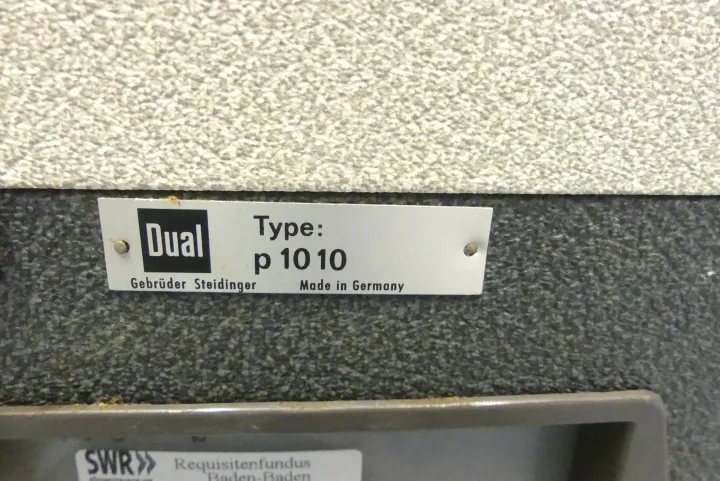 Dual
Type:
p 1010
Gebrüder Steidinger Made in Germany
SWR Requisitenfundus
Baden-Baden